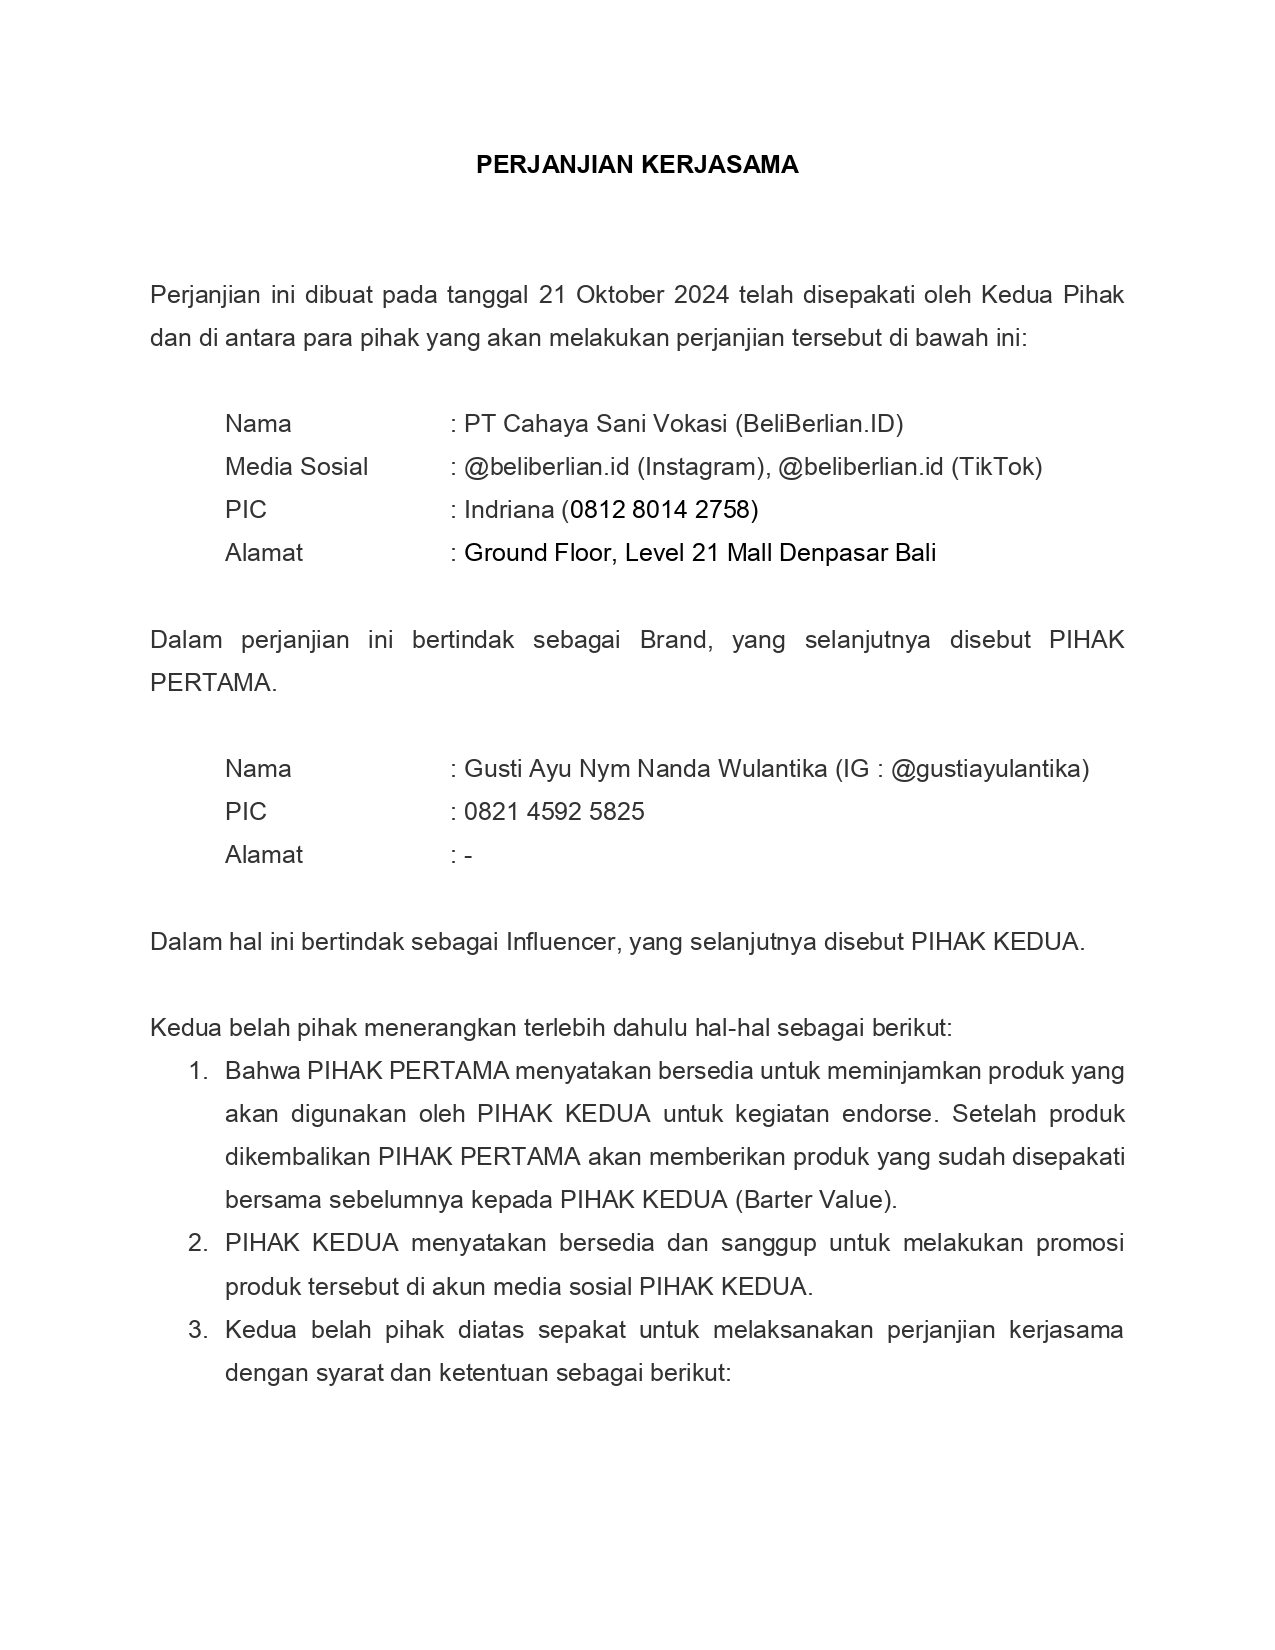 PERJANJIAN KERJASAMA
Perjanjian ini dibuat pada tanggal 21 Oktober 2024 telah disepakati oleh Kedua Pihak
dan di antara para pihak yang akan melakukan perjanjian tersebut di bawah ini:
Nama : PT Cahaya Sani Vokasi (BeliBerlian.ID)
Media Sosial : @beliberlian.id (Instagram), @beliberlian.id (TikTok)
PIC : Indriana (0812 8014 2758)
Alamat : Ground Floor, Level 21 Mall Denpasar Bali
Dalam perjanjian ini bertindak sebagai Brand, yang selanjutnya disebut PIHAK
PERTAMA.
Nama : Gusti Ayu Nym Nanda Wulantika (IG : @gustiayulantika)
PIC : 0821 4592 5825
Alamat : -
Dalam hal ini bertindak sebagai Influencer, yang selanjutnya disebut PIHAK KEDUA.
Kedua belah pihak menerangkan terlebih dahulu hal-hal sebagai berikut:
1. Bahwa PIHAK PERTAMA menyatakan bersedia untuk meminjamkan produk yang
akan digunakan oleh PIHAK KEDUA untuk kegiatan endorse. Setelah produk
dikembalikan PIHAK PERTAMA akan memberikan produk yang sudah disepakati
bersama sebelumnya kepada PIHAK KEDUA (Barter Value).
2. PIHAK KEDUA menyatakan bersedia dan sanggup untuk melakukan promosi
produk tersebut di akun media sosial PIHAK KEDUA.
3. Kedua belah pihak diatas sepakat untuk melaksanakan perjanjian kerjasama
dengan syarat dan ketentuan sebagai berikut: